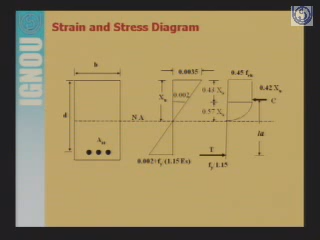 Strain and Stress Diagram
IGNOU
b
0.0035
0.45 fck
Xu
0.002
0.43 Xu
0.42 Xu
C
d
0.57 Xu
N A
la
Ast
T
0.002+fy (1.15 Es)
fy 1.15